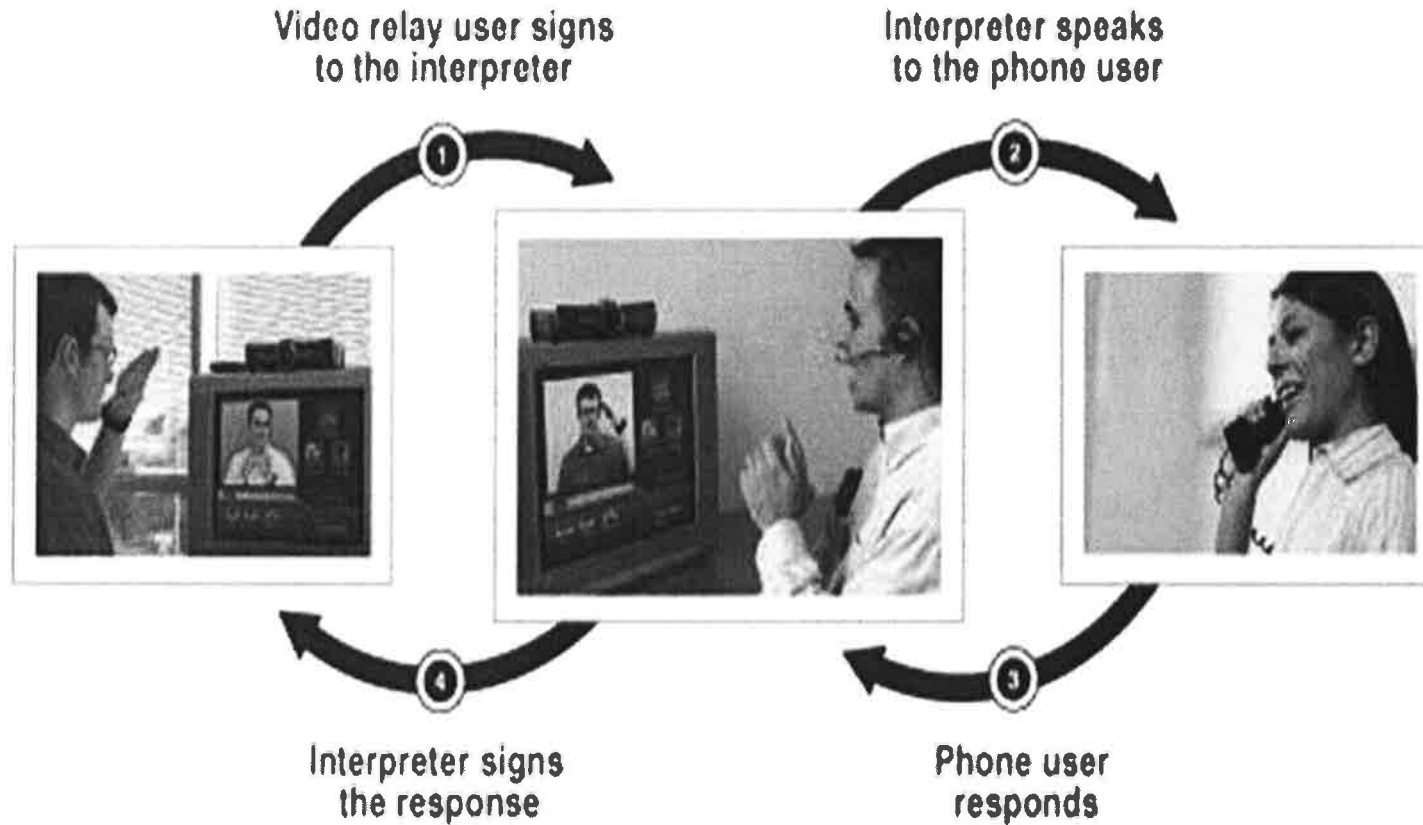 Video relay user signs
to the interpreter
Interpreter speaks
to the phone user
1
2
4
3
Interpreter signs
the response
Phone user
responds